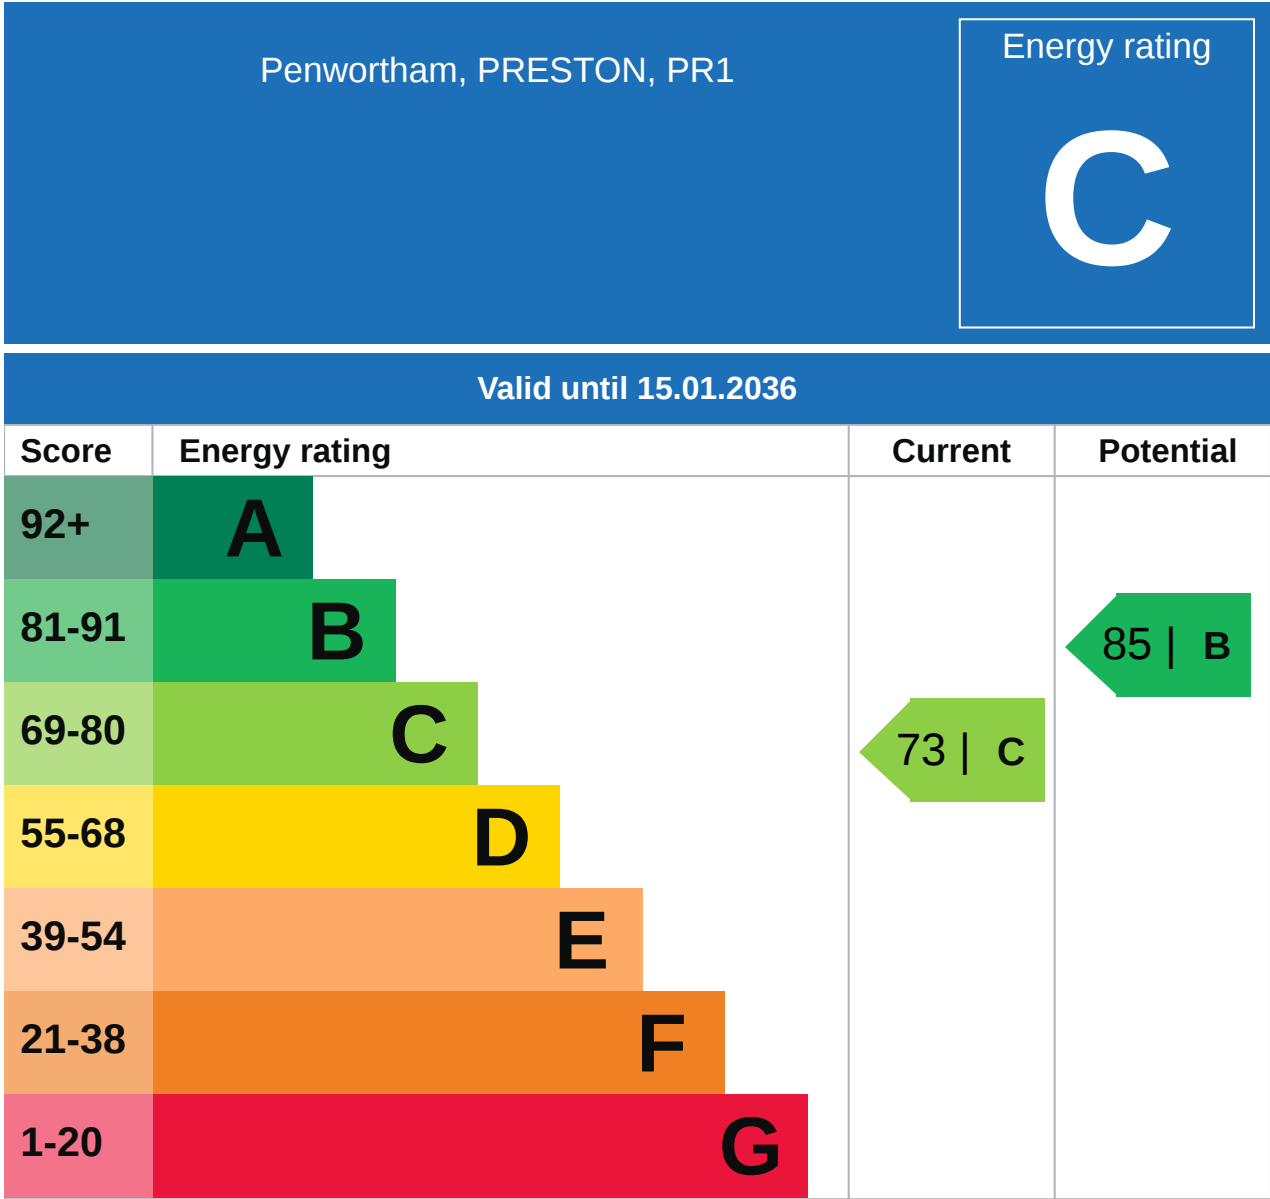 Penwortham, PRESTON, PR1
Energy rating
C
Valid until 15.01.2036
Score Energy rating Current Potential
92+ A
81-91 B 85 | B
69-80 C 73 | C
55-68 D
39-54 E
21-38 F
1-20 G